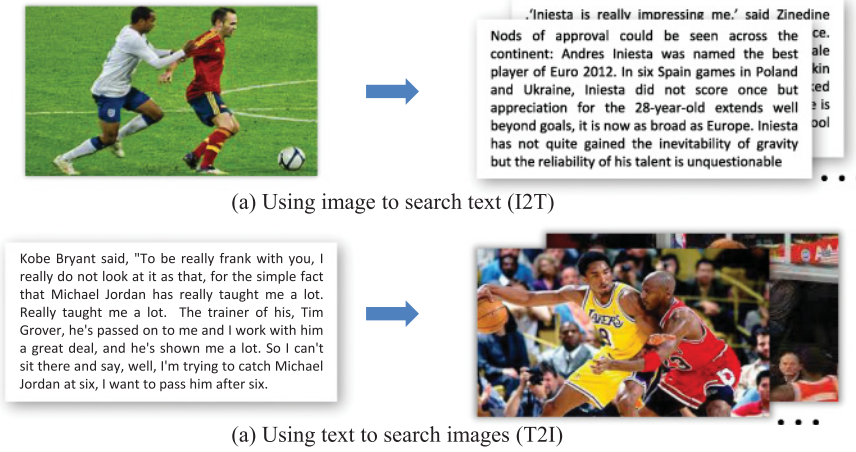 .'Iniesta is really impressing me.' said Zinedine
Nods of approval could be seen across the
continent: Andres Iniesta was named the best
player of Euro 2012. In six Spain games in Poland
and Ukraine, Iniesta did not score once but
appreciation for the 28-year-old extends well
beyond goals, it is now as broad as Europe. Iniesta
has not quite gained the inevitability of gravity
but the reliability of his talent is unquestionable
(a) Using image to search text (I2T)
Kobe Bryant said, "To be really frank with you, I
really do not look at it as that, for the simple fact
that Michael Jordan has really taught me a lot.
Really taught me a lot. The trainer of his, Tim
Grover, he's passed on to me and I work with him
a great deal, and he's shown me a lot. So I can't
sit there and say, well, I'm trying to catch Michael
Jordan at six, I want to pass him after six.
(a) Using text to search images (T2I)